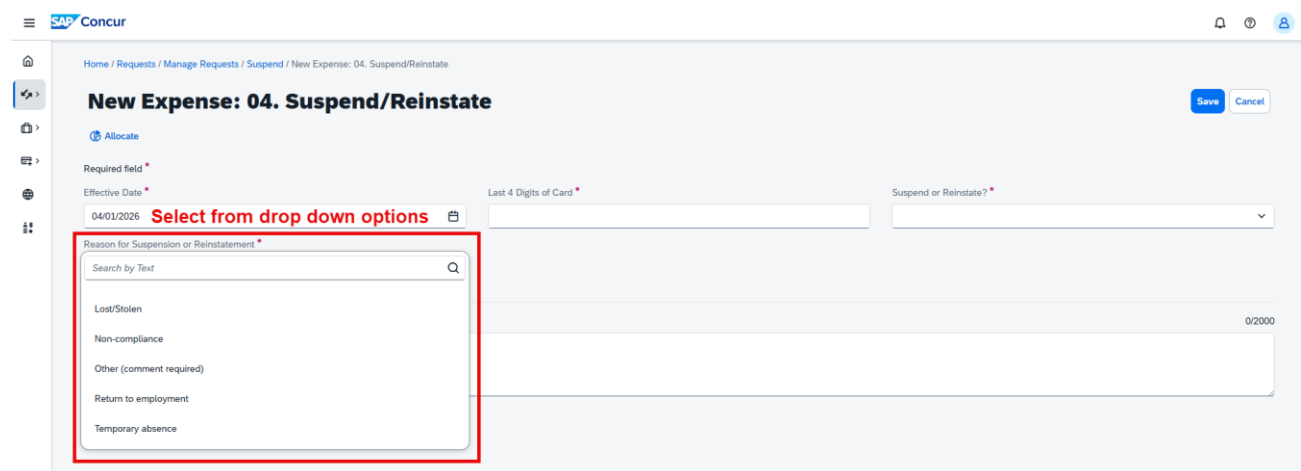 SAP Concur
Home / Requests / Manage Requests / Suspend / New Expense: 04. Suspend/Reinstate
New Expense: 04. Suspend/Reinstate
Save Cancel
Allocate
Required field *
Effective Date * Last 4 Digits of Card * Suspend or Reinstate? *
04/01/2026 Select from drop down options
Reason for Suspension or Reinstatement *
Search by Text
Lost/Stolen
0/2000
Non-compliance
Other (comment required)
Return to employment
Temporary absence